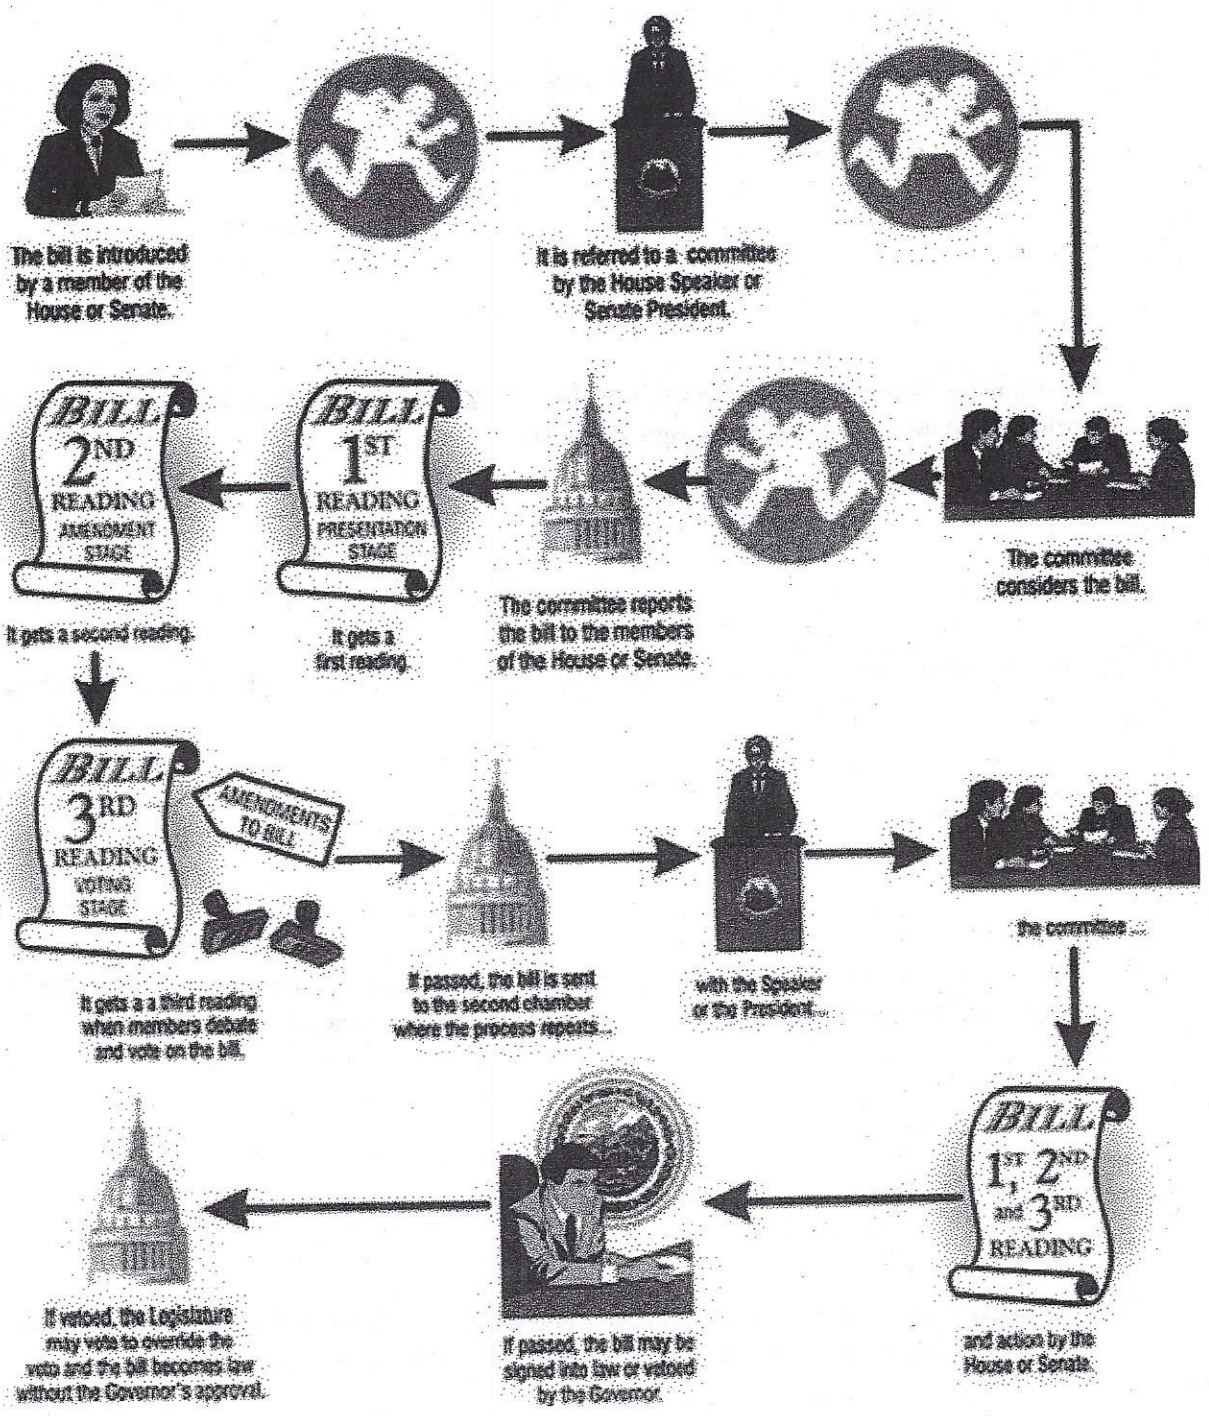 The bill is introduced
by a member of the
House or Senate.
It is referred to a committee
by the House Speaker or
Senate President.
The committee
considers the bill.
The committee reports
the bill to the members
of the House or Senate.
BILL
1ST
READING
PRESENTATION
STAGE
It gets a
first reading.
BILL
2ND
READING
AMENDMENT
STAGE
It gets a second reading.
BILL
3RD
READING
VOTING
STAGE
AMENDMENTS
TO BILL
It gets a a third reading
when members debate
and vote on the bill.
If passed, the bill is sent
to the second chamber
where the process repeats...
with the Speaker
or the President...
the committee ...
BILL
1ST, 2ND
and 3RD
READING
and action by the
House or Senate.
If passed, the bill may be
signed into law or vetoed
by the Governor.
If vetoed, the Legislature
may vote to override the
veto and the bill becomes law
without the Governor's approval.